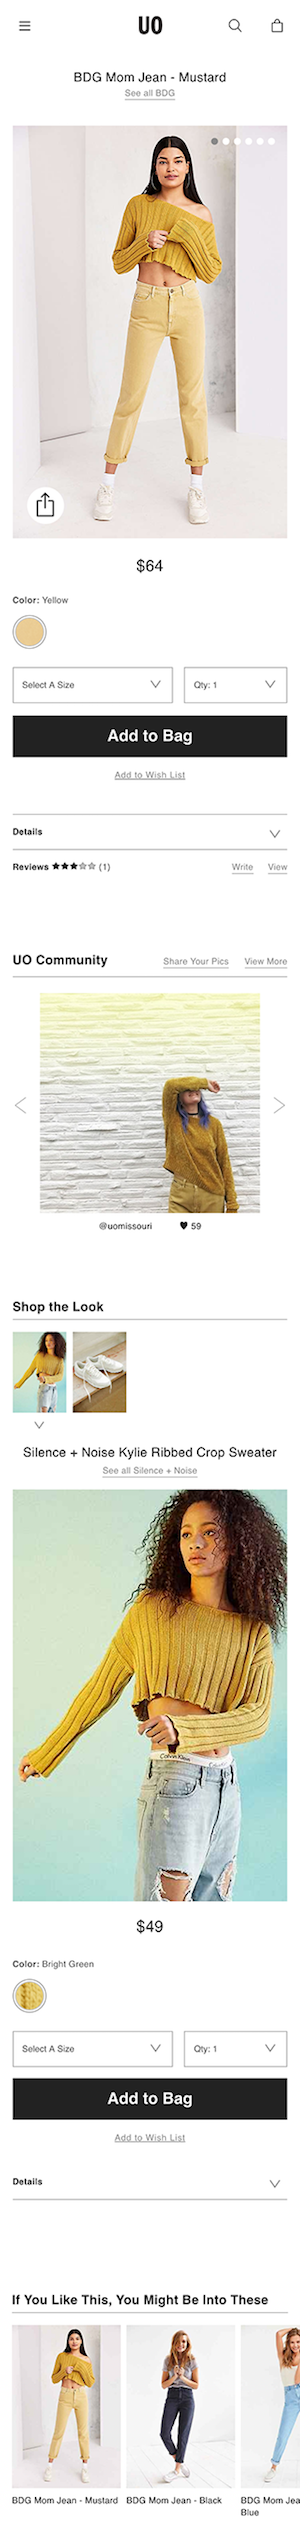 UO
BDG Mom Jean - Mustard
See all BDG
$64
Color: Yellow
Select A Size
Qty: 1
Add to Bag
Add to Wish List
Details
Reviews ★★★☆☆ (1)
Write
View
UO Community
Share Your Pics
View More
@uomissouri
♥ 59
Shop the Look
Silence + Noise Kylie Ribbed Crop Sweater
See all Silence + Noise
Calvin Klein
$49
Color: Bright Green
Select A Size
Qty: 1
Add to Bag
Add to Wish List
Details
If You Like This, You Might Be Into These
BDG Mom Jean - Mustard
BDG Mom Jean - Black
BDG Mom Jea
Blue